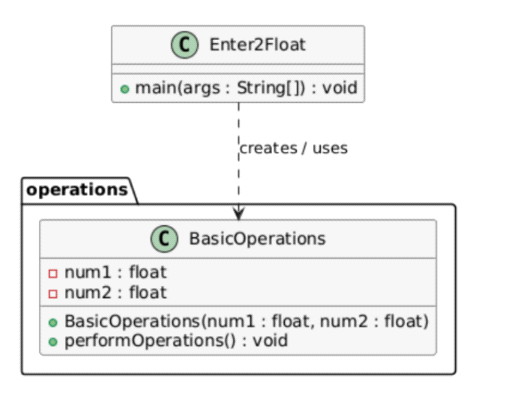 C Enter2Float
main(args : String[]) : void
creates / uses
operations
C BasicOperations
num1 : float
num2 : float
BasicOperations(num1 : float, num2 : float)
performOperations() : void